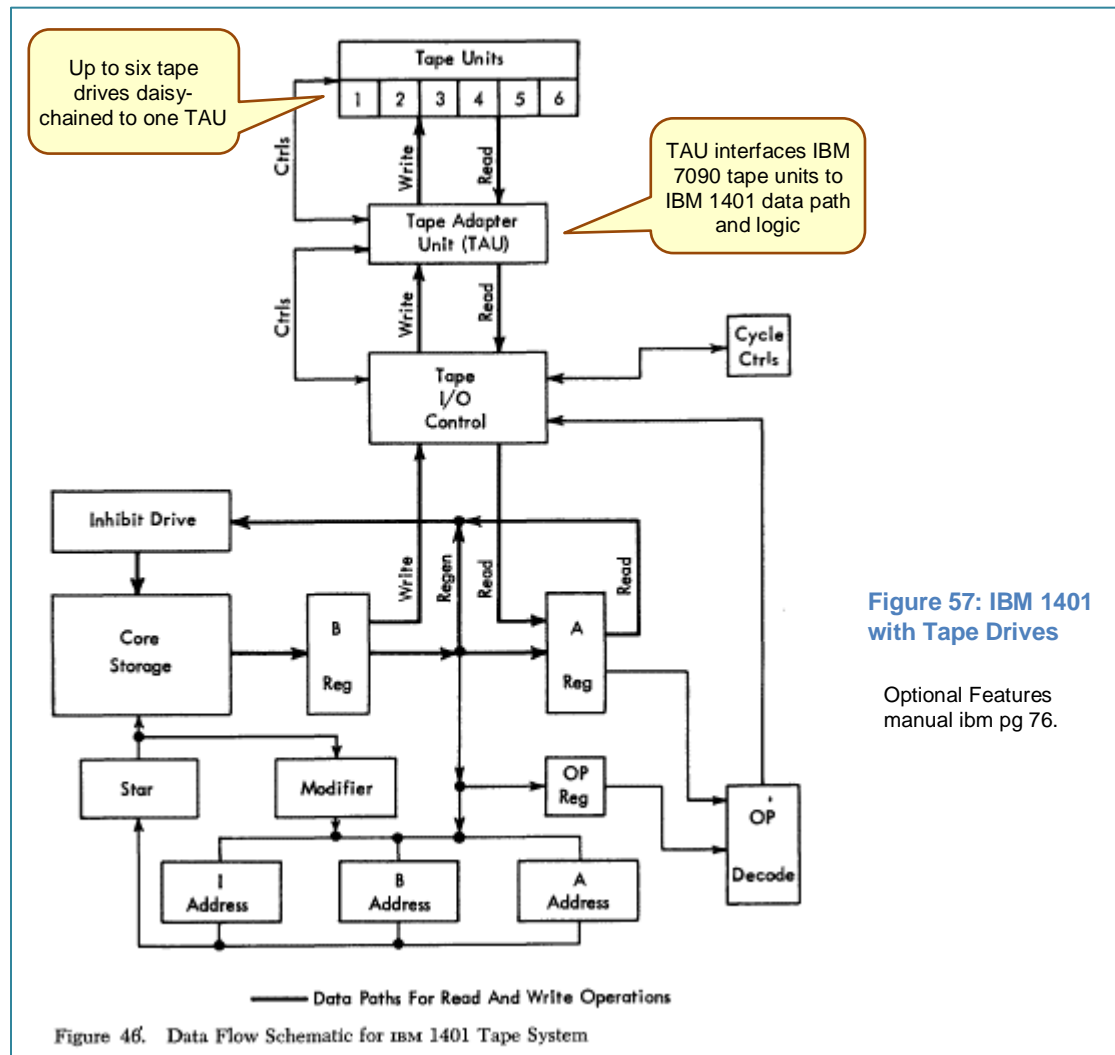 Up to six tape
drives daisy-
chained to one TAU
Tape Units
1 2 3 4 5 6
TAU interfaces IBM
7090 tape units to
IBM 1401 data path
and logic
Ctrls
Write
Read
Tape Adapter
Unit (TAU)
Ctrls
Write
Read
Cycle
Ctrls
Tape
I/O
Control
Inhibit Drive
Write
Regen
Read
Read
Core
Storage
B
Reg
A
Reg
Figure 57: IBM 1401
with Tape Drives
Optional Features
manual ibm pg 76.
Star
Modifier
OP
Reg
OP
Decode
I
Address
B
Address
A
Address
Data Paths For Read And Write Operations
Figure 46. Data Flow Schematic for IBM 1401 Tape System